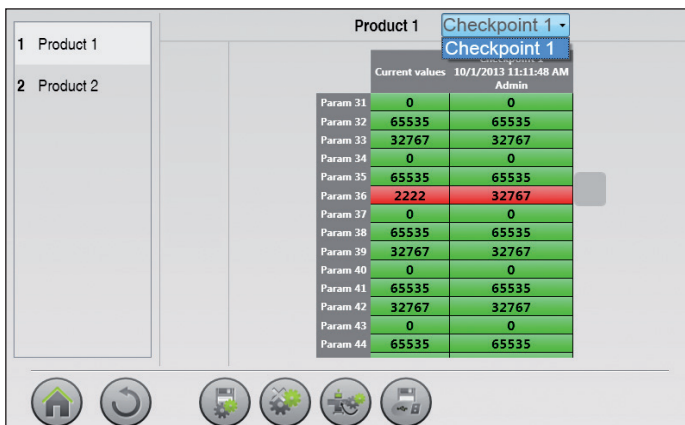 Product 1 Checkpoint 1
Checkpoint 1
1 Product 1
2 Product 2
Current values 10/1/2013 11:11:48 AM
Admin
Param 31 0 0
Param 32 65535 65535
Param 33 32767 32767
Param 34 0 0
Param 35 65535 65535
Param 36 2222 32767
Param 37 0 0
Param 38 65535 65535
Param 39 32767 32767
Param 40 0 0
Param 41 65535 65535
Param 42 32767 32767
Param 43 0 0
Param 44 65535 65535